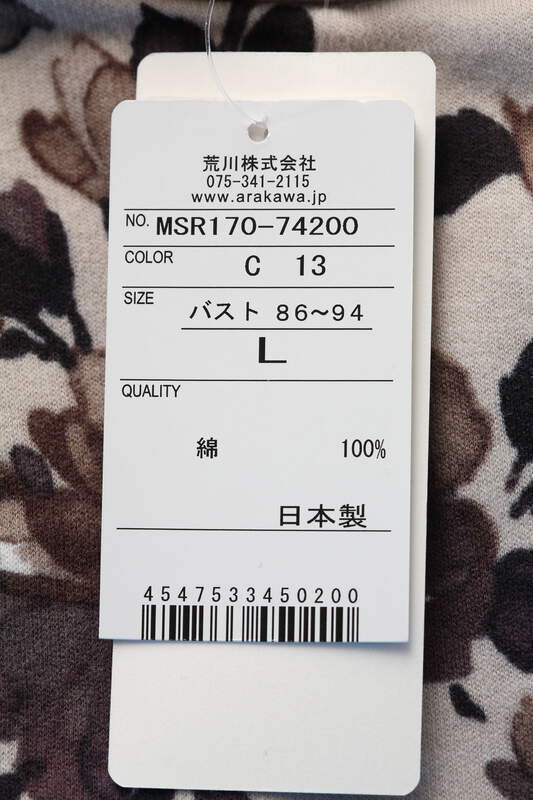 荒川株式会社
075-341-2115
www.arakawa.jp
NO. MSR170-74200
COLOR C 13
SIZE バスト 86〜94
L
QUALITY
綿 100%
日本製
4547533450200